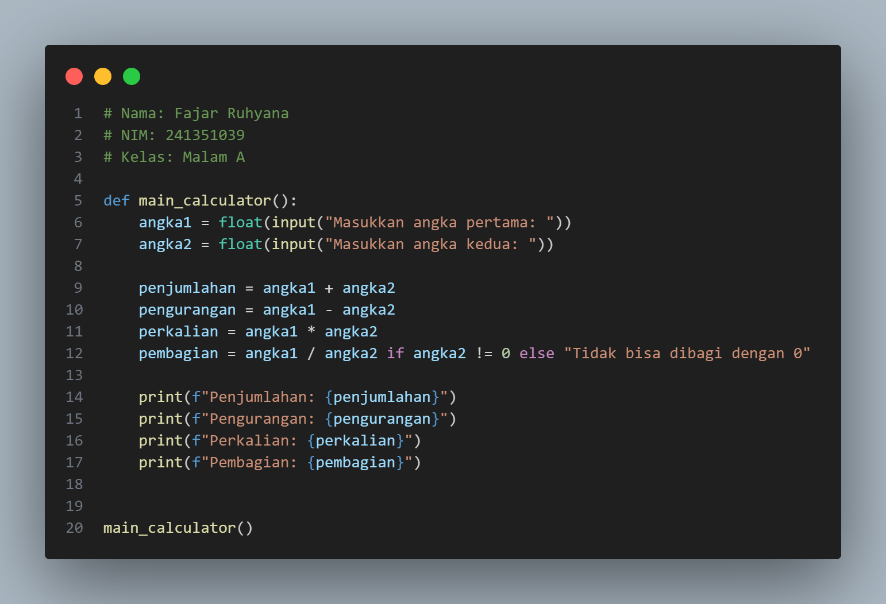 1 # Nama: Fajar Ruhyana
2 # NIM: 241351039
3 # Kelas: Malam A
4
5 def main_calculator():
6     angka1 = float(input("Masukkan angka pertama: "))
7     angka2 = float(input("Masukkan angka kedua: "))
8
9     penjumlahan = angka1 + angka2
10     pengurangan = angka1 - angka2
11     perkalian = angka1 * angka2
12     pembagian = angka1 / angka2 if angka2 != 0 else "Tidak bisa dibagi dengan 0"
13
14     print(f"Penjumlahan: {penjumlahan}")
15     print(f"Pengurangan: {pengurangan}")
16     print(f"Perkalian: {perkalian}")
17     print(f"Pembagian: {pembagian}")
18
19
20 main_calculator()